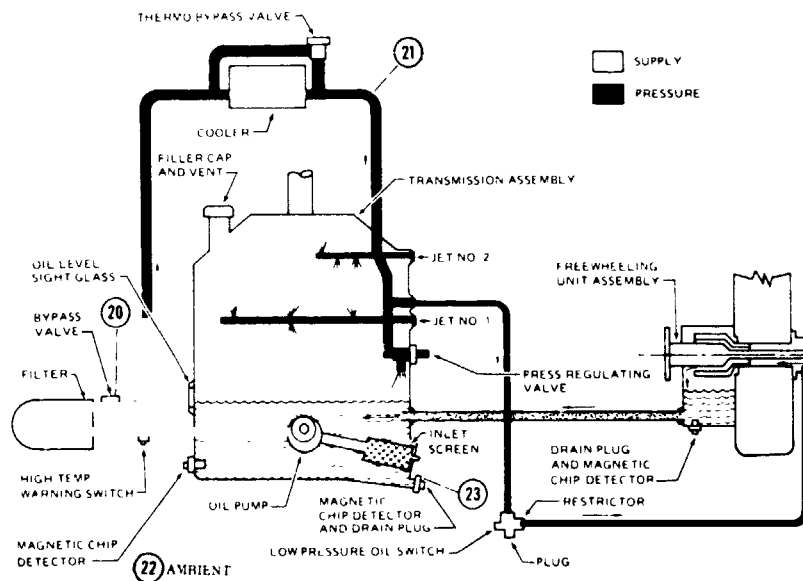 THERMO BYPASS VALVE
21
SUPPLY
PRESSURE
COOLER
FILLER CAP
AND VENT
TRANSMISSION ASSEMBLY
OIL LEVEL
SIGHT GLASS
JET NO. 2
FREEWHEELING
UNIT ASSEMBLY
BYPASS
VALVE
20
JET NO. 1
FILTER
PRESS REGULATING
VALVE
INLET
SCREEN
HIGH TEMP
WARNING SWITCH
OIL PUMP
23
DRAIN PLUG
AND MAGNETIC
CHIP DETECTOR
MAGNETIC
CHIP DETECTOR
AND DRAIN PLUG
RESTRICTOR
MAGNETIC CHIP
DETECTOR
LOW PRESSURE OIL SWITCH
PLUG
22 AMBIENT